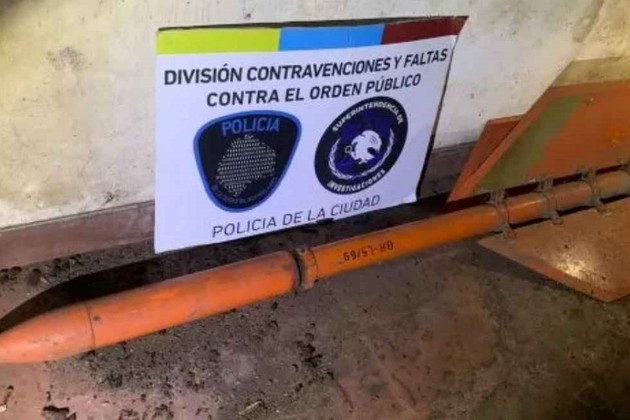 DIVISIÓN CONTRAVENCIONES Y FALTAS
CONTRA EL ORDEN PÚBLICO
POLICIA
SUPERINTENDENCIA DE
INVESTIGACIONES
POLICIA DE LA CIUDAD